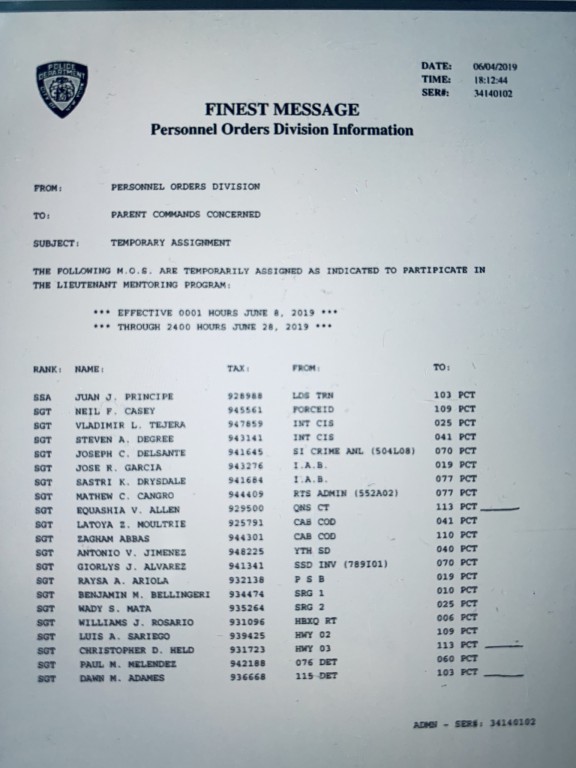 POLICE DEPARTMENT
DATE: 06/04/2019
TIME: 18:12:44
SER#: 34140102
FINEST MESSAGE
Personnel Orders Division Information
FROM: PERSONNEL ORDERS DIVISION
TO: PARENT COMMANDS CONCERNED
SUBJECT: TEMPORARY ASSIGNMENT
THE FOLLOWING M.O.S. ARE TEMPORARILY ASSIGNED AS INDICATED TO PARTIPICATE IN
THE LIEUTENANT MENTORING PROGRAM:
*** EFFECTIVE 0001 HOURS JUNE 8, 2019 ***
*** THROUGH 2400 HOURS JUNE 28, 2019 ***
RANK: NAME: TAX: FROM: TO:
SSA JUAN J. PRINCIPE 928988 LDS TRN 103 PCT
SGT NEIL F. CASEY 945561 FORCEID 109 PCT
SGT VLADIMIR L. TEJERA 947859 INT CIS 025 PCT
SGT STEVEN A. DEGREE 943141 INT CIS 041 PCT
SGT JOSEPH C. DELSANTE 941645 SI CRIME ANL (504L08) 070 PCT
SGT JOSE R. GARCIA 943276 I.A.B. 019 PCT
SGT SASTRI K. DRYSDALE 941684 I.A.B. 077 PCT
SGT MATHEW C. CANGRO 944409 RTS ADMIN (552A02) 077 PCT
SGT EQUASHIA V. ALLEN 929500 QNS CT 113 PCT
SGT LATOYA Z. MOULTRIE 925791 CAB COD 041 PCT
SGT ZAGHAM ABBAS 944301 CAB COD 110 PCT
SGT ANTONIO V. JIMENEZ 948225 YTH SD 040 PCT
SGT GIORLYS J. ALVAREZ 941341 SSD INV (789I01) 070 PCT
SGT RAYSA A. ARIOLA 932138 P S B 019 PCT
SGT BENJAMIN M. BELLINGERI 934474 SRG 1 010 PCT
SGT WADY S. MATA 935264 SRG 2 025 PCT
SGT WILLIAMS J. ROSARIO 931096 HBXQ RT 006 PCT
SGT LUIS A. SARIEGO 939425 HWY 02 109 PCT
SGT CHRISTOPHER D. HELD 931723 HWY 03 113 PCT
SGT PAUL M. MELENDEZ 942188 076 DET 060 PCT
SGT DAWN M. ADAMES 936668 115 DET 103 PCT
ADMN - SER#: 34140102